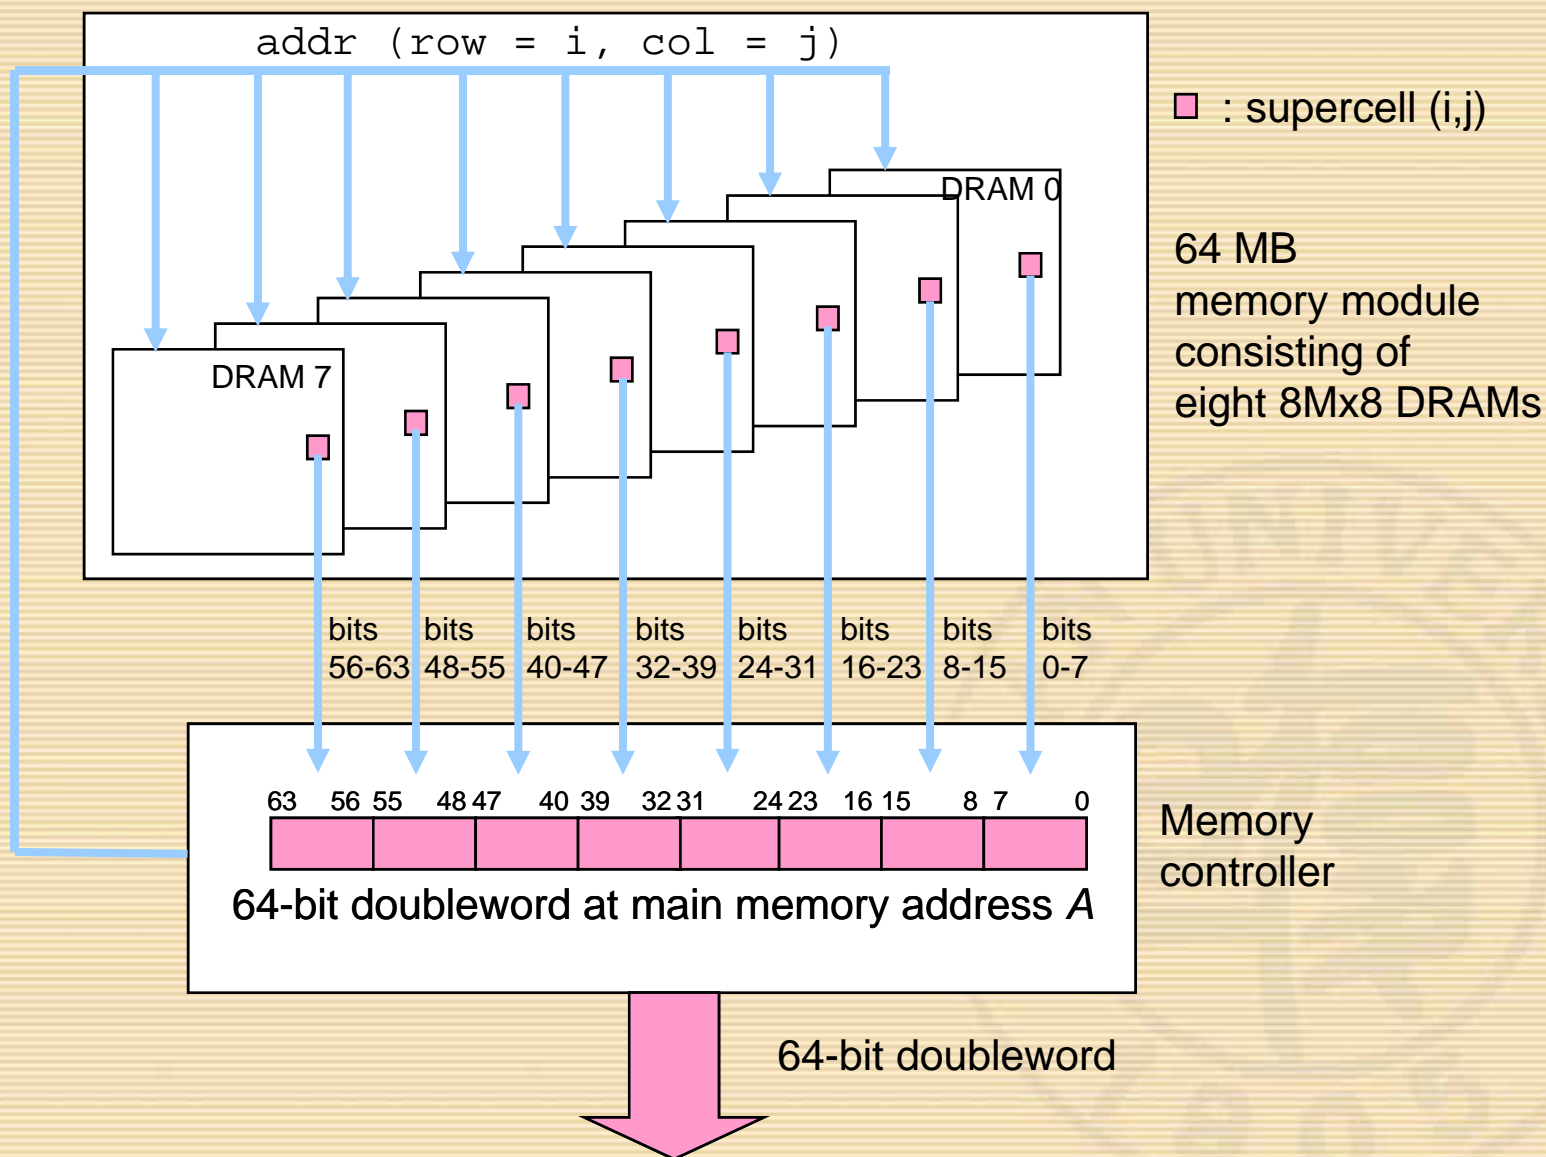 addr (row = i, col = j)
: supercell (i,j)
DRAM 0
64 MB
memory module
consisting of
eight 8Mx8 DRAMs
DRAM 7
bits bits bits bits bits bits bits bits
56-63 48-55 40-47 32-39 24-31 16-23 8-15 0-7
63 56 55 48 47 40 39 32 31 24 23 16 15 8 7 0
Memory
controller
64-bit doubleword at main memory address A
64-bit doubleword